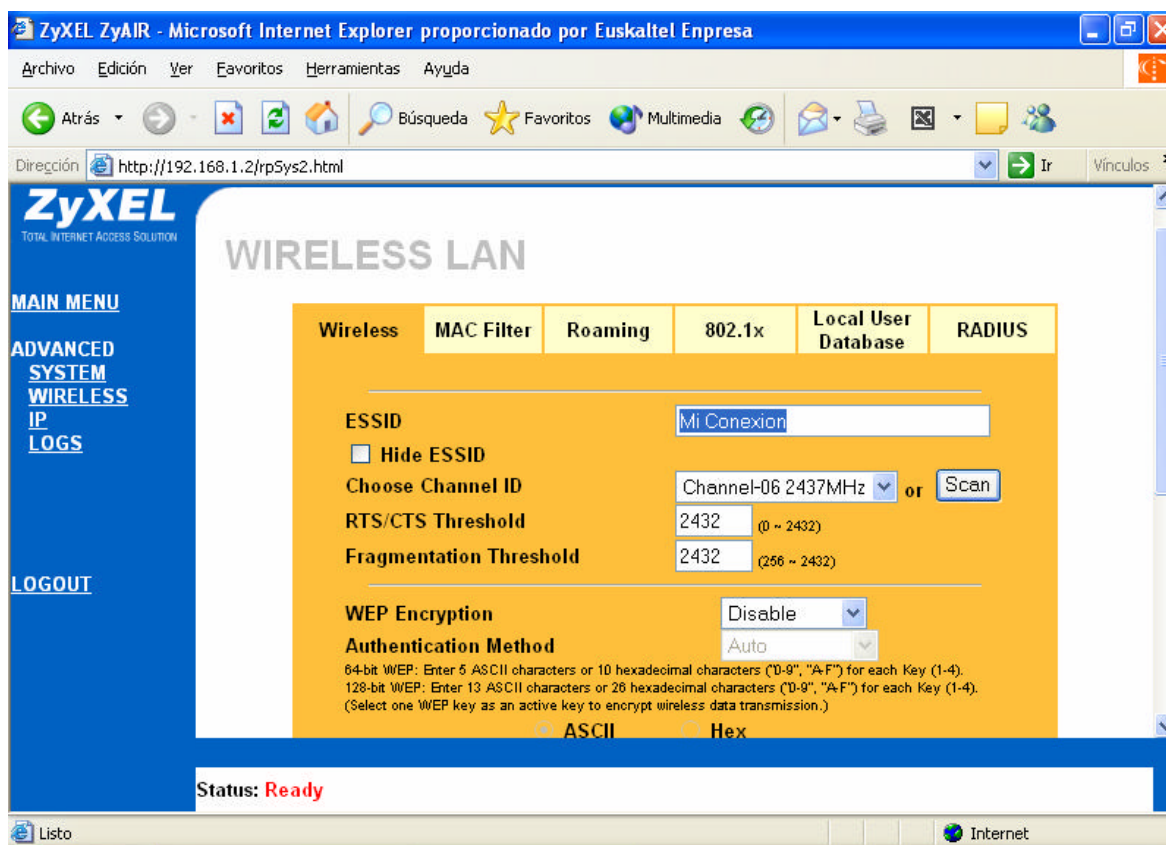 ZyXEL ZyAIR - Microsoft Internet Explorer proporcionado por Euskaltel Enpresa
Archivo Edición Ver Favoritos Herramientas Ayuda
Atrás Búsqueda Favoritos Multimedia
Dirección http://192.168.1.2/rpSys2.html Ir Vínculos
ZyXEL
TOTAL INTERNET ACCESS SOLUTION
MAIN MENU
ADVANCED
SYSTEM
WIRELESS
IP
LOGS
LOGOUT
WIRELESS LAN
Wireless MAC Filter Roaming 802.1x Local User Database RADIUS
ESSID Mi Conexion
Hide ESSID
Choose Channel ID Channel-06 2437MHz or Scan
RTS/CTS Threshold 2432 (0 ~ 2432)
Fragmentation Threshold 2432 (256 ~ 2432)
WEP Encryption Disable
Authentication Method Auto
64-bit WEP: Enter 5 ASCII characters or 10 hexadecimal characters ("0-9", "A-F") for each Key (1-4).
128-bit WEP: Enter 13 ASCII characters or 26 hexadecimal characters ("0-9", "A-F") for each Key (1-4).
(Select one WEP key as an active key to encrypt wireless data transmission.)
ASCII Hex
Status: Ready
Listo Internet